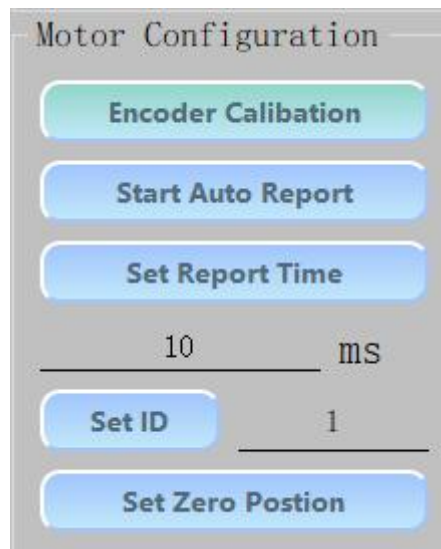 Motor Configuration
Encoder Calibation
Start Auto Report
Set Report Time
10 ms
Set ID 1
Set Zero Postion